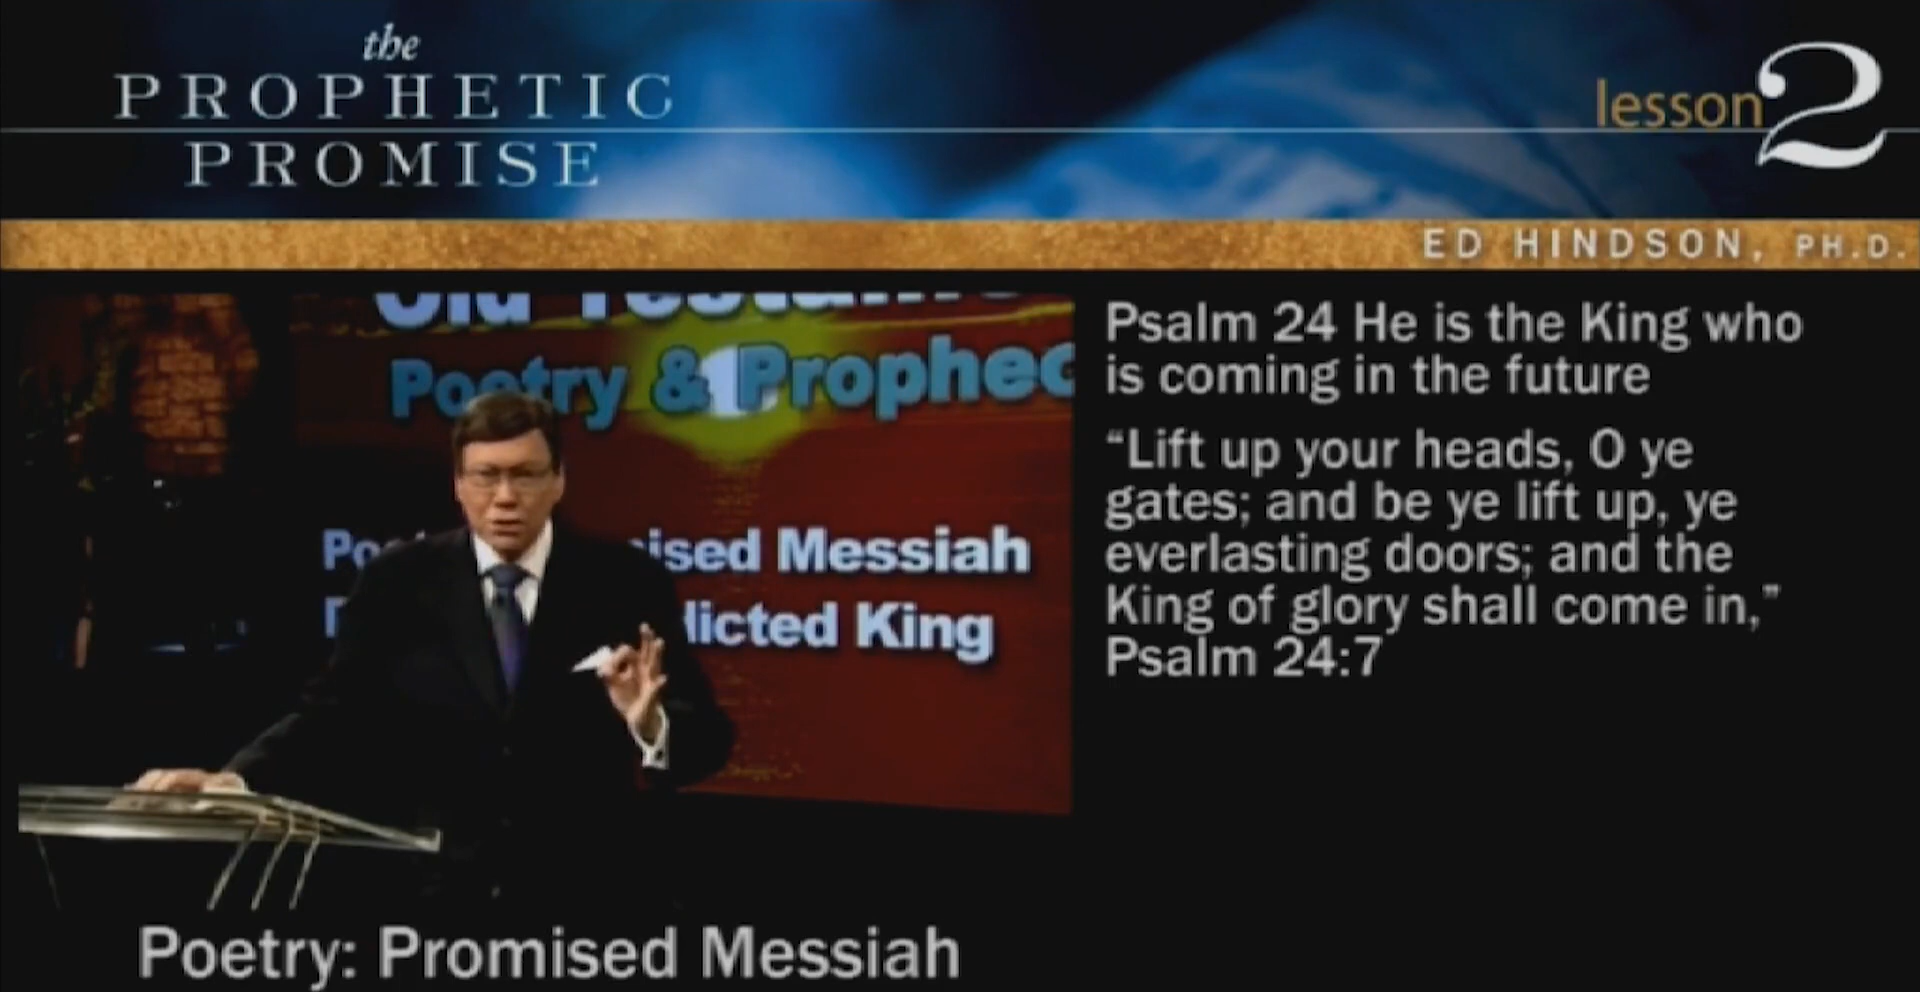 the
PROPHETIC
PROMISE
lesson 2
ED HINDSON, PH.D.
Poetry & Prophec
Messiah
King
Psalm 24 He is the King who
is coming in the future
“Lift up your heads, O ye
gates; and be ye lift up, ye
everlasting doors; and the
King of glory shall come in,”
Psalm 24:7
Poetry: Promised Messiah